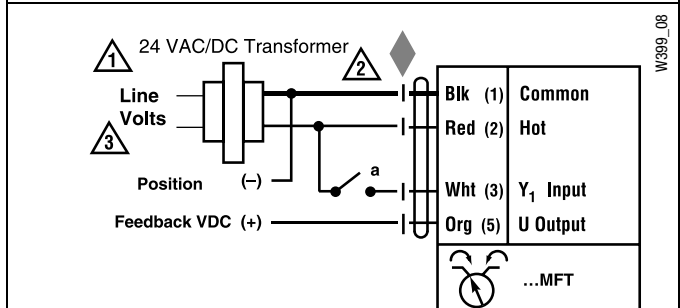 W399_08
1 24 VAC/DC Transformer 2
Line
Volts
3
Blk (1) Common
Red (2) Hot
a
Position (–)
Wht (3) Y1 Input
Feedback VDC (+)
Org (5) U Output
...MFT